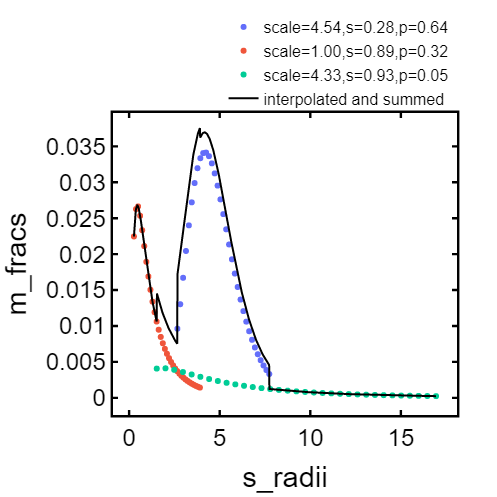 scale=4.54,s=0.28,p=0.64
scale=1.00,s=0.89,p=0.32
scale=4.33,s=0.93,p=0.05
interpolated and summed
0.035
0.03
0.025
0.02
0.015
0.01
0.005
0
m_fracs
0 5 10 15
s_radii